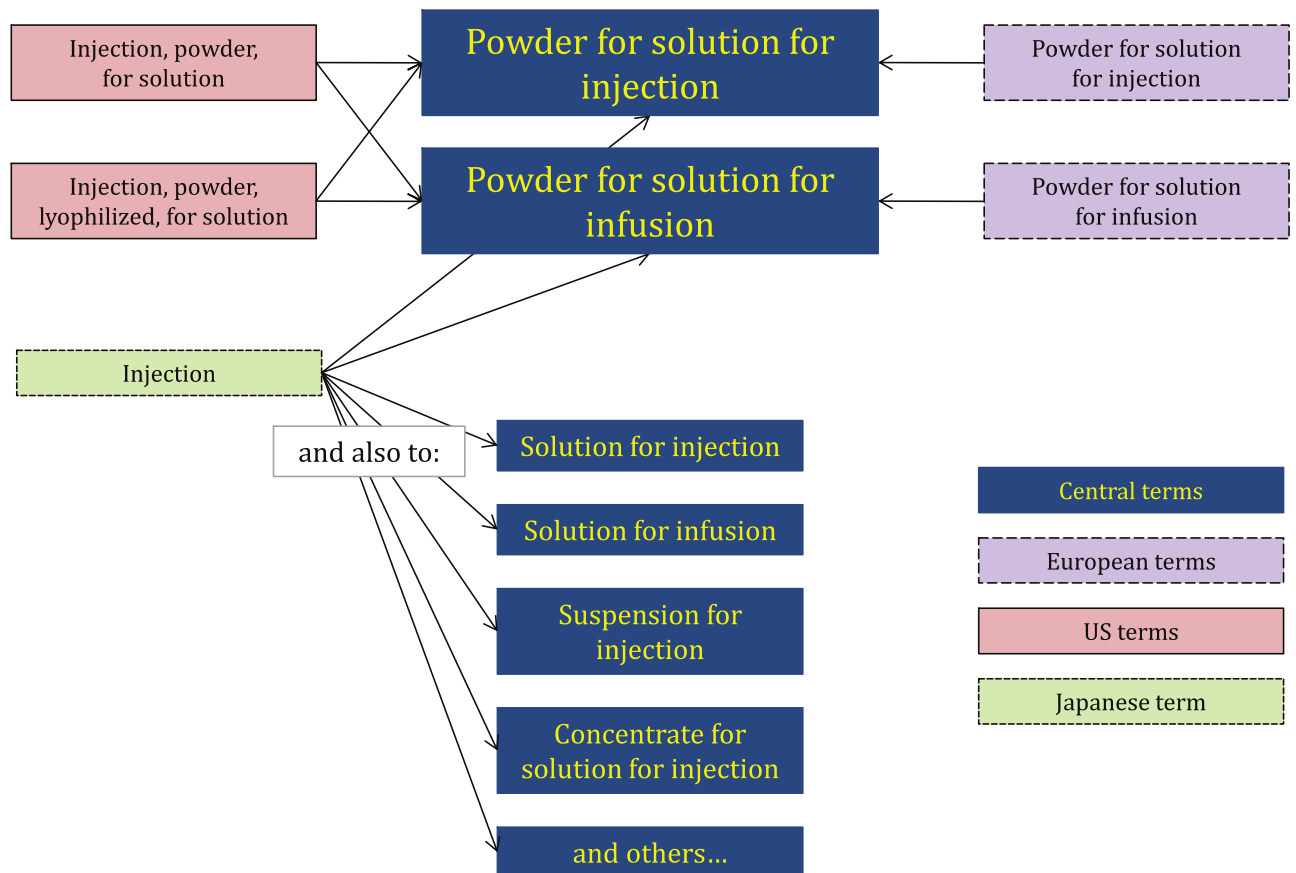 Injection, powder,
for solution
Powder for solution for
injection
Powder for solution
for injection
Injection, powder,
lyophilized, for solution
Powder for solution for
infusion
Powder for solution
for infusion
Injection
and also to:
Solution for injection
Solution for infusion
Suspension for
injection
Concentrate for
solution for injection
and others…
Central terms
European terms
US terms
Japanese term